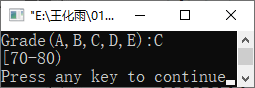 "E:\王化雨\01...
Grade(A,B,C,D,E):C
[70-80)
Press any key to continue